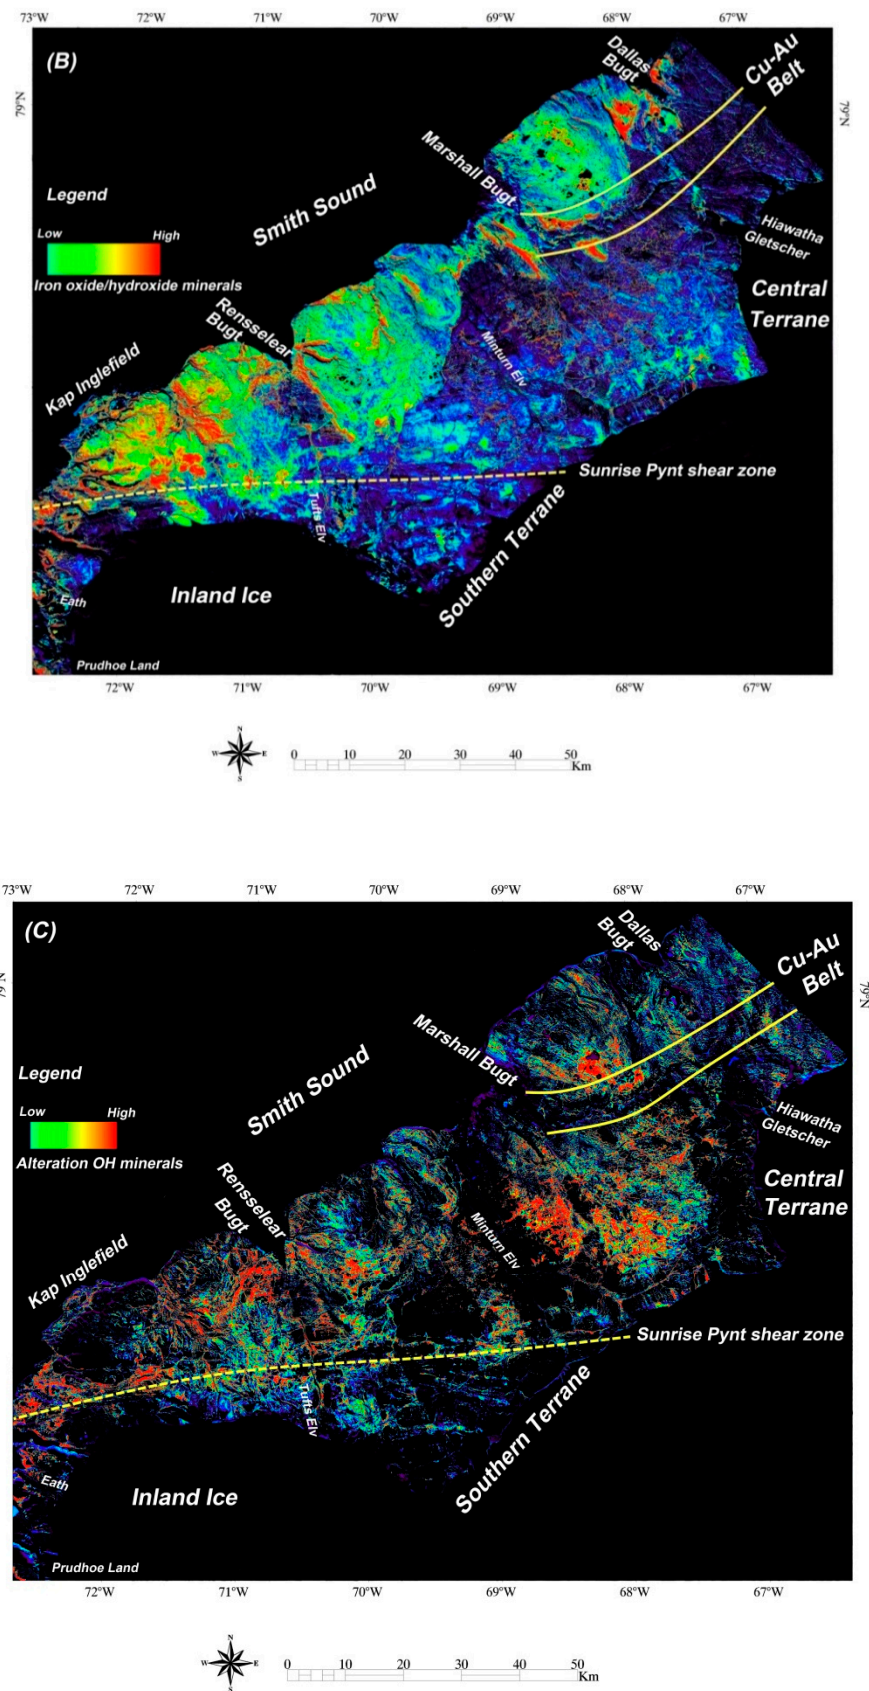 73°W 72°W 71°W 70°W 69°W 68°W 67°W
(B)
Dallas
Bugt
Cu-Au
Belt
79°N
79°N
Marshall Bugt
Legend
Smith Sound
Low High
Iron oxide/hydroxide minerals
Hiawatha
Gletscher
Central
Terrane
Rensselear
Bugt
Minturn Elv
Kap Inglefield
Sunrise Pynt shear zone
Tufts Elv
Southern Terrane
Inland Ice
Eath
Prudhoe Land
72°W 71°W 70°W 69°W 68°W 67°W
N
W E
S
0 10 20 30 40 50
Km
73°W 72°W 71°W 70°W 69°W 68°W 67°W
(C)
Dallas
Bugt
Cu-Au
Belt
79°N
79°N
Marshall Bugt
Legend
Smith Sound
Low High
Alteration OH minerals
Hiawatha
Gletscher
Central
Terrane
Rensselear
Bugt
Minturn Elv
Kap Inglefield
Sunrise Pynt shear zone
Tufts Elv
Southern Terrane
Inland Ice
Eath
Prudhoe Land
72°W 71°W 70°W 69°W 68°W 67°W
N
W E
S
0 10 20 30 40 50
Km